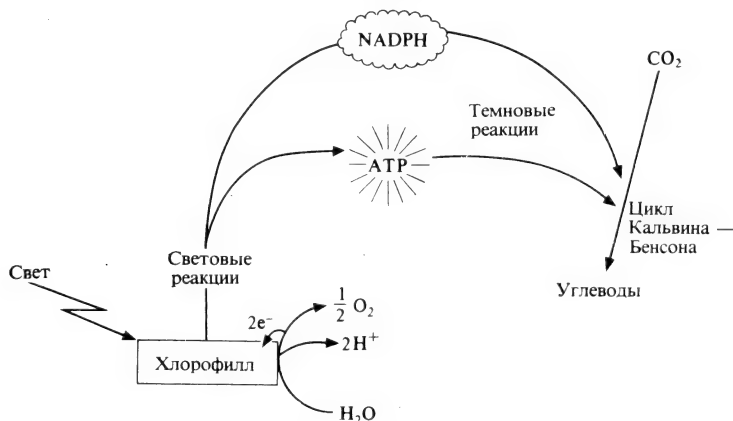 NADPH
CO₂
Темновые
реакции
ATP
Цикл
Кальвина —
Бенсона
Световые
реакции
Свет
Углеводы
1/2 O₂
2e⁻
2H⁺
Хлорофилл
H₂O